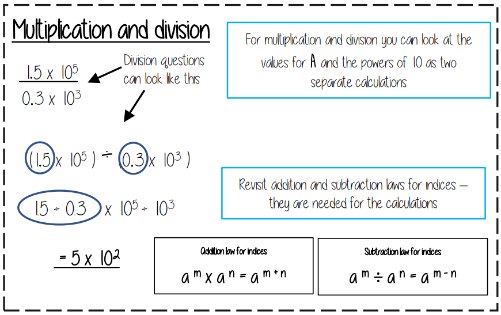 Multiplication and division
1.5 x 10⁵
0.3 x 10³
Division questions
can look like this
For multiplication and division you can look at the
values for A and the powers of 10 as two
separate calculations
(1.5 x 10⁵) ÷ (0.3 x 10³)
1.5 ÷ 0.3 x 10⁵ ÷ 10³
= 5 x 10²
Revisit addition and subtraction laws for indices –
they are needed for the calculations
Addition law for indices
aᵐ x aⁿ = aᵐ⁺ⁿ
Subtraction law for indices
aᵐ ÷ aⁿ = aᵐ⁻ⁿ